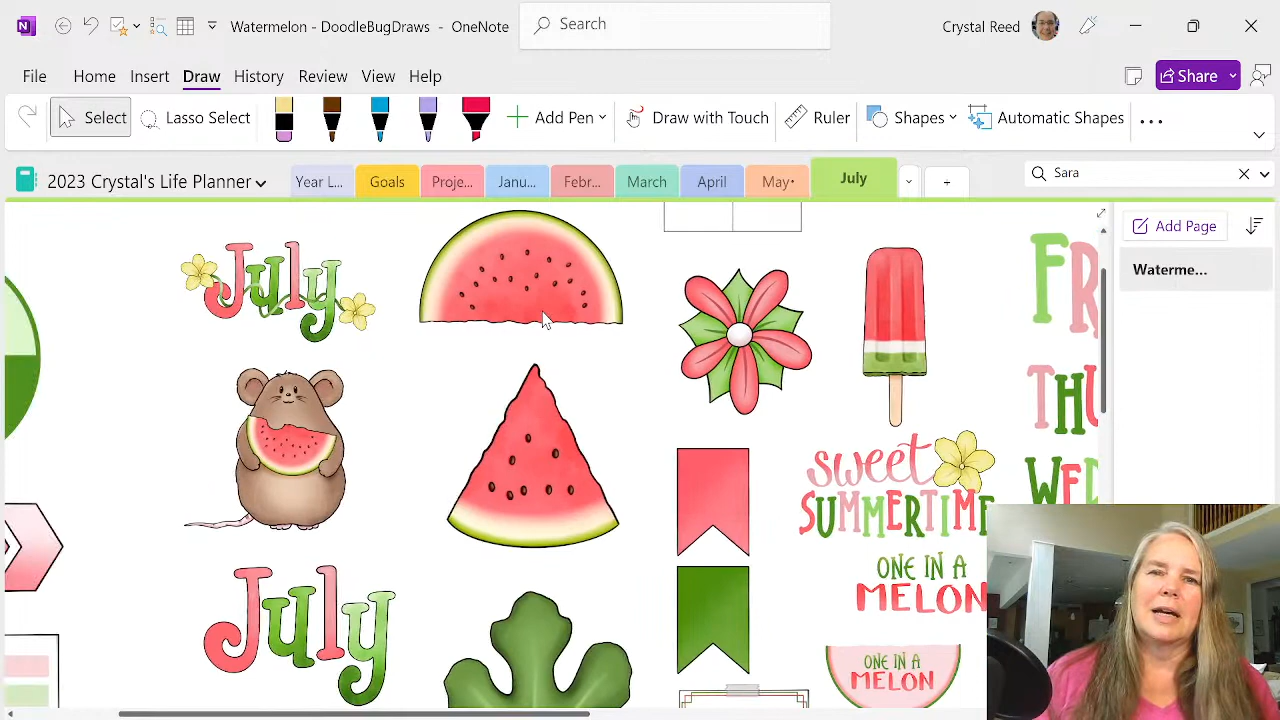 Watermelon - DoodleBugDraws - OneNote
Search
Crystal Reed
File Home Insert Draw History Review View Help
Share
Select
Lasso Select
Add Pen
Draw with Touch
Ruler
Shapes
Automatic Shapes
2023 Crystal's Life Planner
Year L... Goals Proje... Janu... Febr... March April May• July
Sara
Add Page
Waterme...
July
sweet
SUMMERTIME
ONE IN A
MELON
July
ONE IN A
MELON